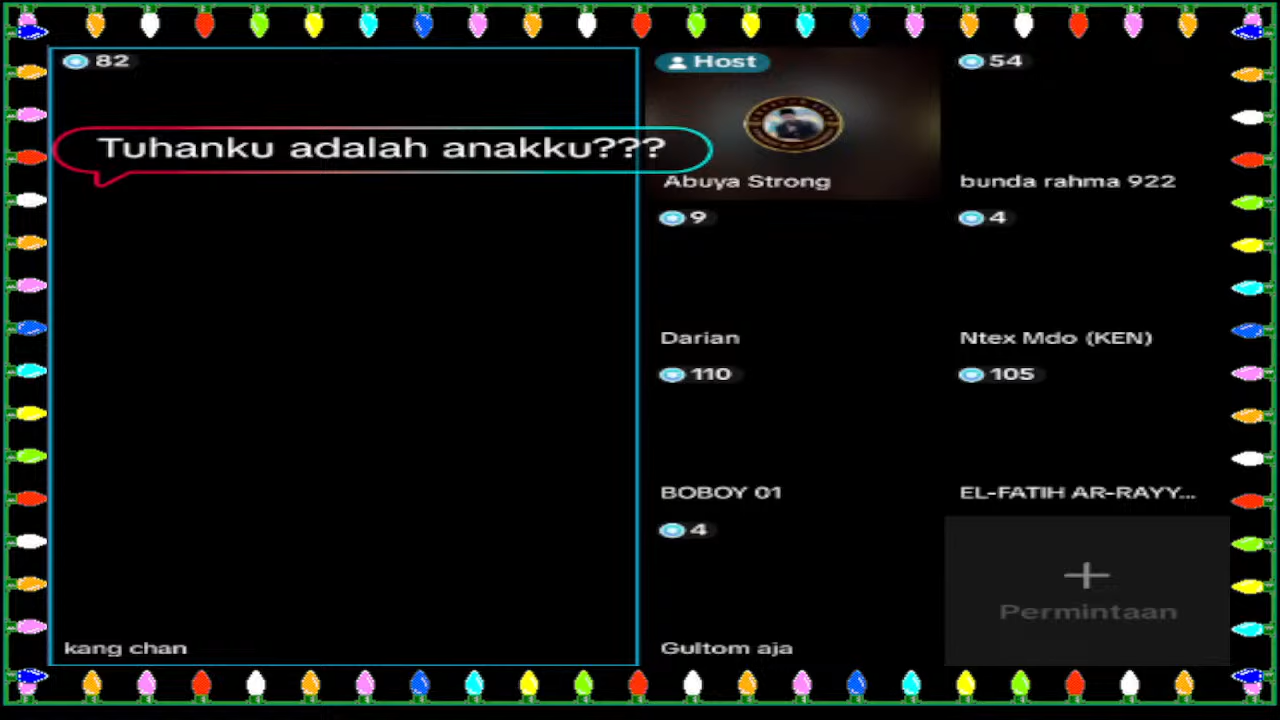 82
Tuhanku adalah anakku???
kang chan
Host
Abuya Strong
54
bunda rahma 922
9
Darian
4
Ntex Mdo (KEN)
110
BOBOY 01
105
EL-FATIH AR-RAYY...
4
Gultom aja
Permintaan